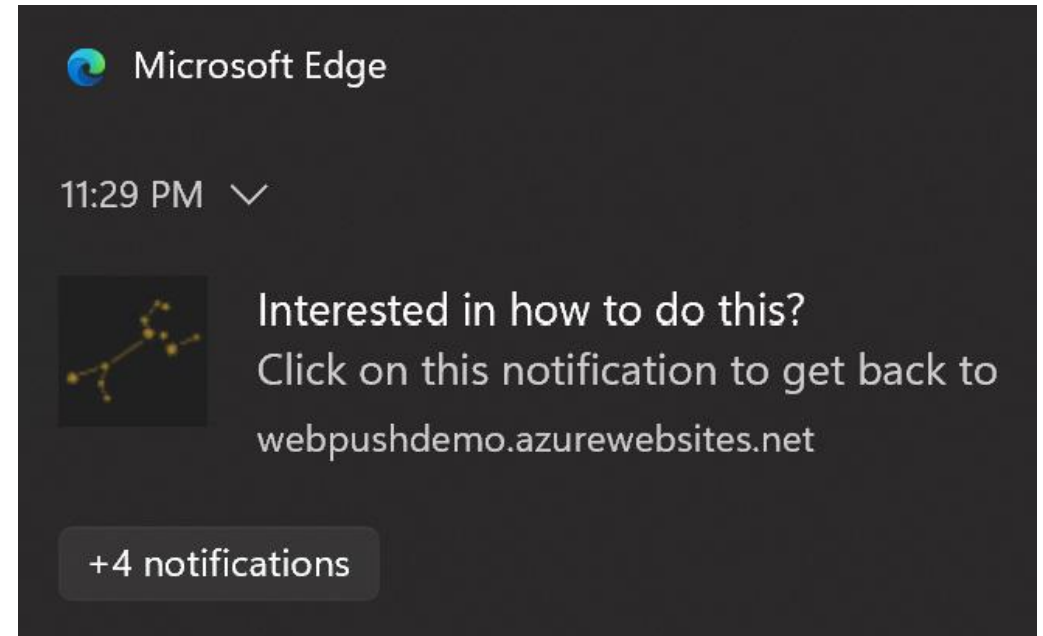 Microsoft Edge
11:29 PM
Interested in how to do this?
Click on this notification to get back to
webpushdemo.azurewebsites.net
+4 notifications